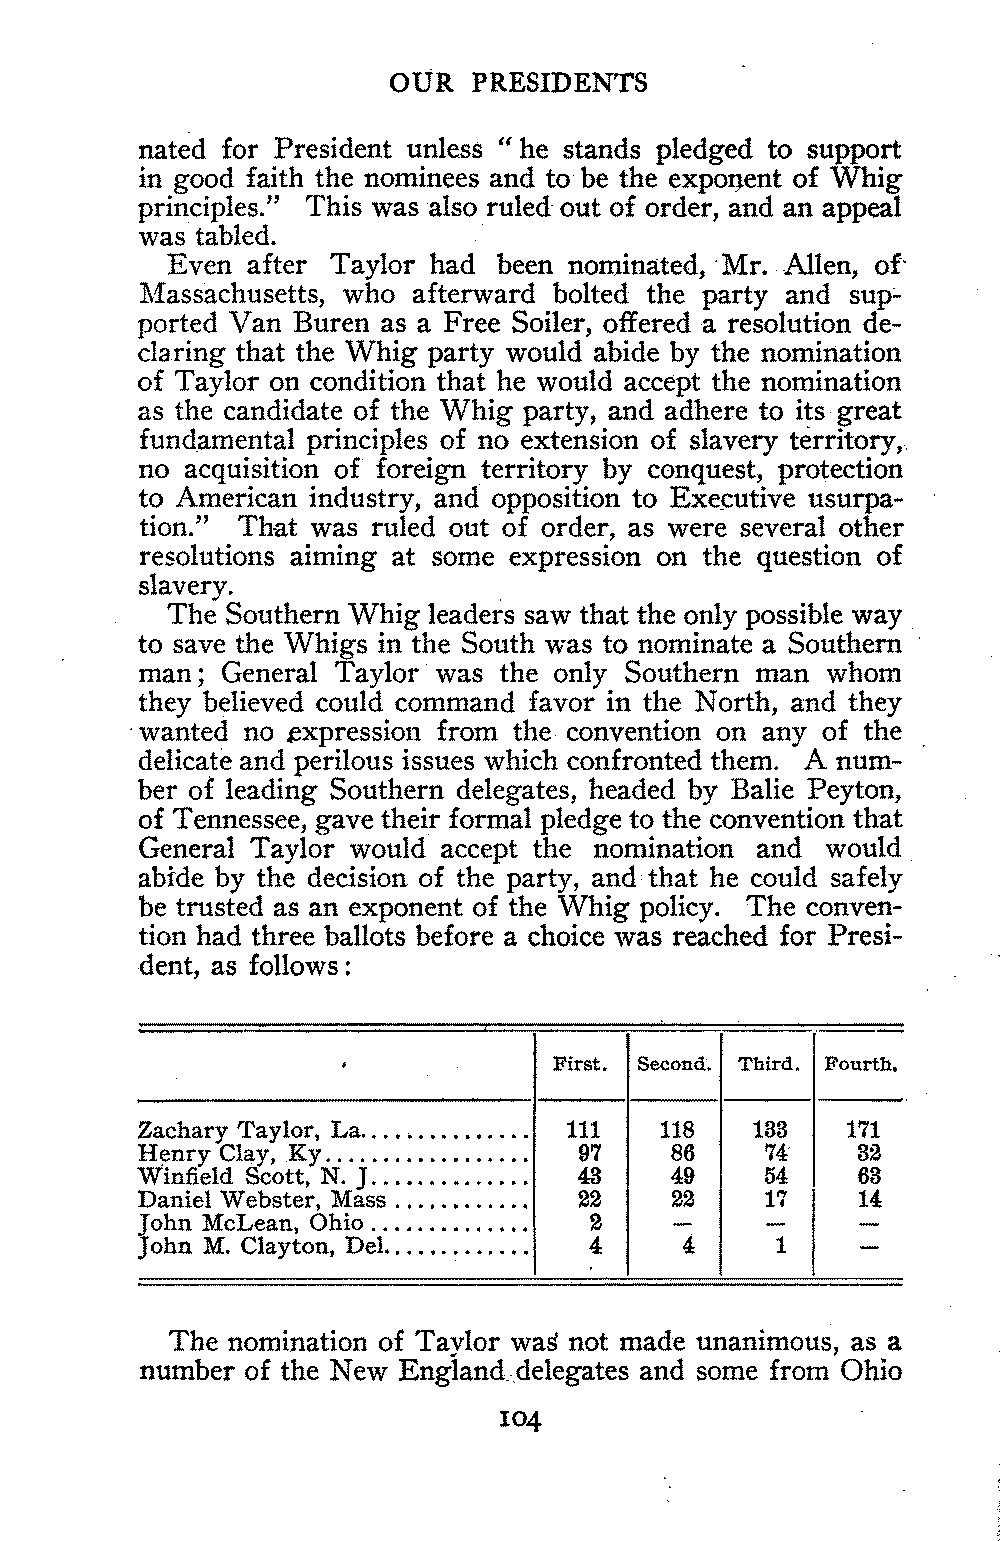 OUR PRESIDENTS
nated for President unless “he stands pledged to support
in good faith the nominees and to be the exponent of Whig
principles.” This was also ruled out of order, and an appeal
was tabled.
Even after Taylor had been nominated, Mr. Allen, of
Massachusetts, who afterward bolted the party and sup-
ported Van Buren as a Free Soiler, offered a resolution de-
claring that the Whig party would abide by the nomination
of Taylor on condition that he would accept the nomination
as the candidate of the Whig party, and adhere to its great
fundamental principles of no extension of slavery territory,
no acquisition of foreign territory by conquest, protection
to American industry, and opposition to Executive usurpa-
tion.” That was ruled out of order, as were several other
resolutions aiming at some expression on the question of
slavery.
The Southern Whig leaders saw that the only possible way
to save the Whigs in the South was to nominate a Southern
man; General Taylor was the only Southern man whom
they believed could command favor in the North, and they
wanted no expression from the convention on any of the
delicate and perilous issues which confronted them. A num-
ber of leading Southern delegates, headed by Balie Peyton,
of Tennessee, gave their formal pledge to the convention that
General Taylor would accept the nomination and would
abide by the decision of the party, and that he could safely
be trusted as an exponent of the Whig policy. The conven-
tion had three ballots before a choice was reached for Presi-
dent, as follows:
First. Second. Third. Fourth.
Zachary Taylor, La............... 111 118 133 171
Henry Clay, Ky.................. 97 86 74 32
Winfield Scott, N. J.............. 43 49 54 63
Daniel Webster, Mass ............ 22 22 17 14
John McLean, Ohio .............. 2 — — —
John M. Clayton, Del............. 4 4 1 —
The nomination of Taylor was not made unanimous, as a
number of the New England delegates and some from Ohio
104